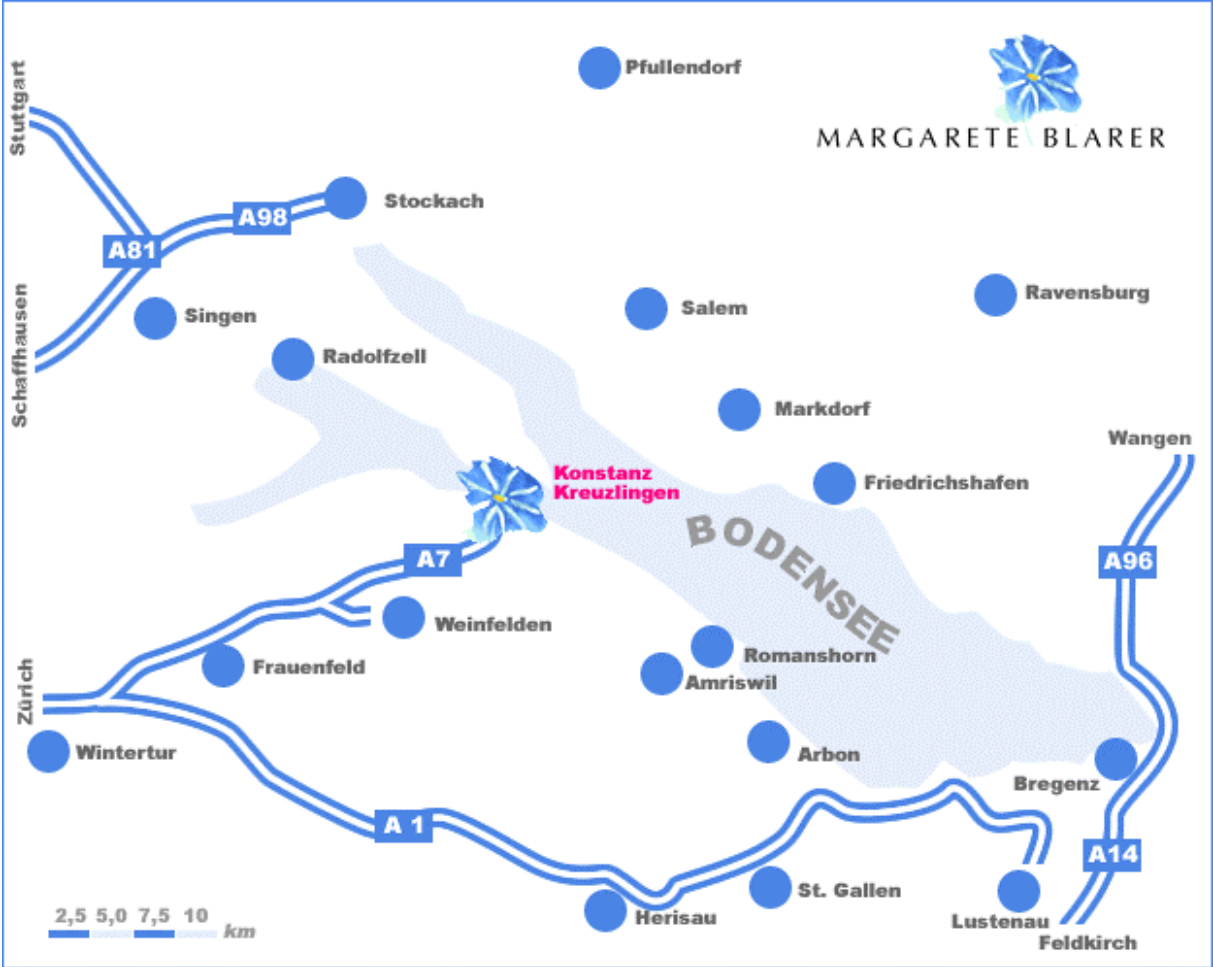 Pfullendorf
MARGARETE BLARER
Stuttgart
Stockach
A98
A81
Schaffhausen
Singen
Salem
Ravensburg
Radolfzell
Markdorf
Wangen
Konstanz
Kreuzlingen
Friedrichshafen
BODENSEE
A7
A96
Weinfelden
Romanshorn
Frauenfeld
Amriswil
Zürich
Wintertur
Arbon
Bregenz
A 1
A14
St. Gallen
Herisau
Lustenau
Feldkirch
2,5 5,0 7,5 10
km